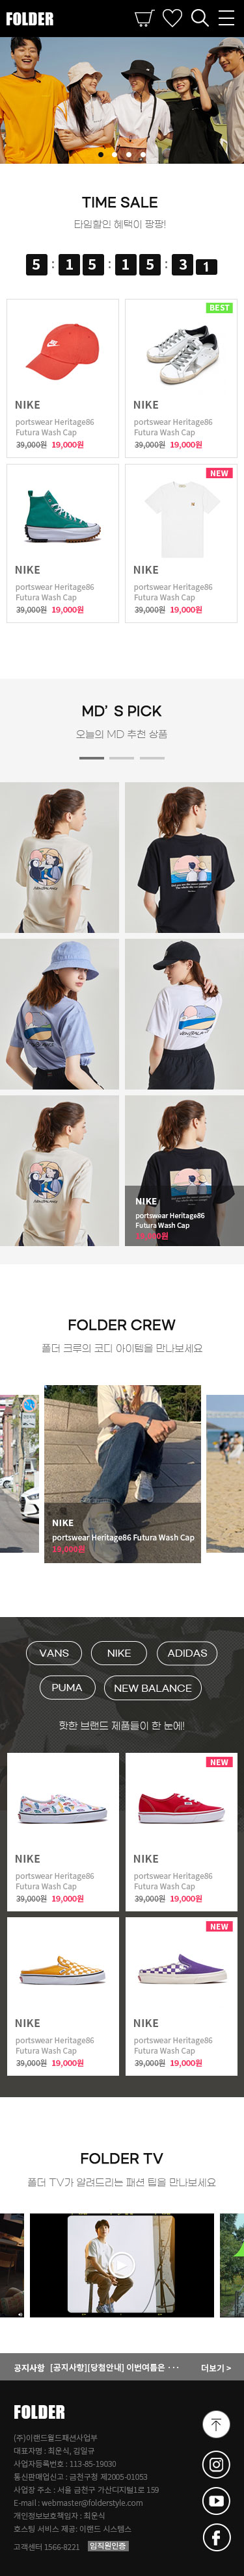 FOLDER
TIME SALE
타임할인 혜택이 팡팡!
5 : 1 5 : 1 5 : 3 1
BEST
NIKE
portswear Heritage86
Futura Wash Cap
39,000원 19,000원
NIKE
portswear Heritage86
Futura Wash Cap
39,000원 19,000원
NEW
NIKE
portswear Heritage86
Futura Wash Cap
39,000원 19,000원
NIKE
portswear Heritage86
Futura Wash Cap
39,000원 19,000원
MD’ S PICK
오늘의 MD 추천 상품
NIKE
portswear Heritage86
Futura Wash Cap
19,000원
FOLDER CREW
폴더 크루의 코디 아이템을 만나보세요
NIKE
portswear Heritage86 Futura Wash Cap
19,000원
VANS NIKE ADIDAS
PUMA NEW BALANCE
핫한 브랜드 제품들이 한 눈에!
NEW
NIKE
portswear Heritage86
Futura Wash Cap
39,000원 19,000원
NIKE
portswear Heritage86
Futura Wash Cap
39,000원 19,000원
NEW
NIKE
portswear Heritage86
Futura Wash Cap
39,000원 19,000원
NIKE
portswear Heritage86
Futura Wash Cap
39,000원 19,000원
FOLDER TV
폴더 TV가 알려드리는 패션 팁을 만나보세요
공지사항 [공지사항][당첨안내] 이번여름은 ··· 더보기 >
FOLDER
(주)이랜드월드패션사업부
대표자명 : 최운식, 김일규
사업자등록번호 : 113-85-19030
통신판매업신고 : 금천구청 제2005-01053
사업장 주소 : 서울 금천구 가산디지털1로 159
E-mail : webmaster@folderstyle.com
개인정보보호책임자 : 최운식
호스팅 서비스 제공: 이랜드 시스템스
고객센터 1566-8221 임직원인증